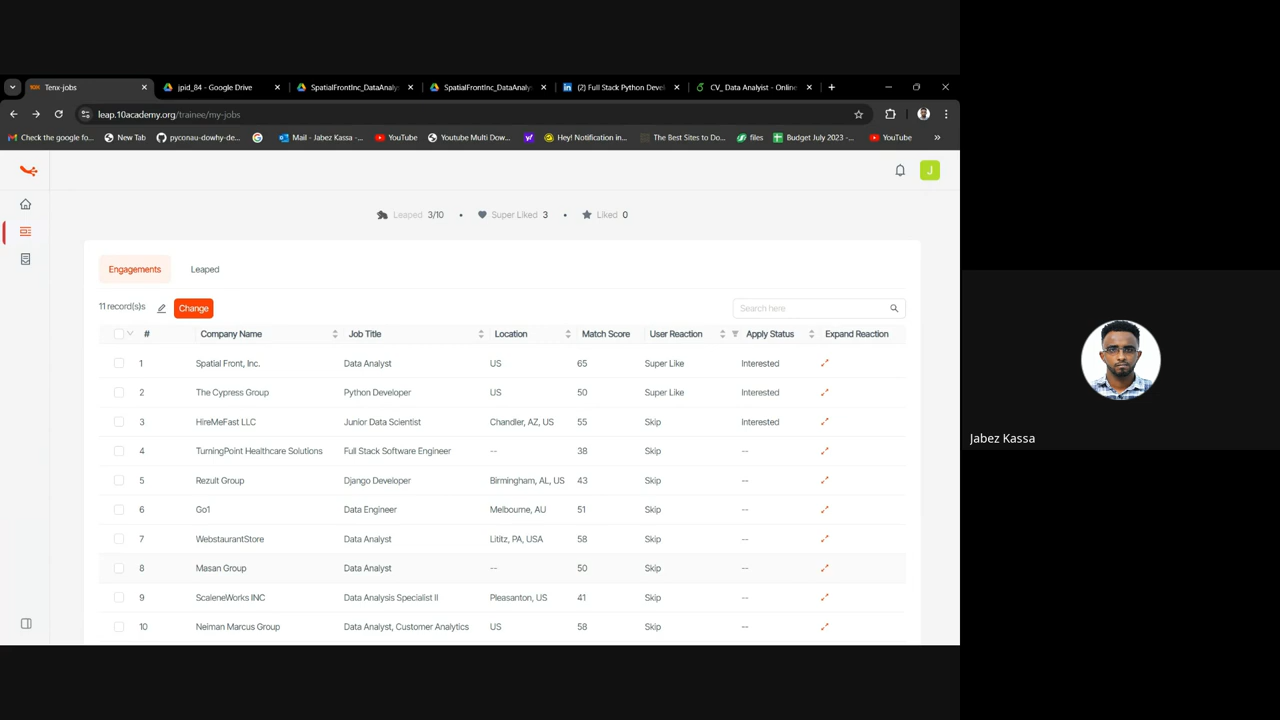 Tenx-jobs
jpid_84 - Google Drive
SpatialFrontInc_DataAnaly
SpatialFrontInc_DataAnaly
(2) Full Stack Python Devel
CV_ Data Analyist - Online
leap.10academy.org/trainee/my-jobs
Check the google fo...
New Tab
pyconau-dowhy-de...
Mail - Jabez Kassa -...
YouTube
Youtube Multi Dow...
Hey! Notification in...
The Best Sites to Do...
files
Budget July 2023 -...
YouTube
J
Leaped 3/10 • Super Liked 3 • Liked 0
Engagements Leaped
11 record(s)s Change Search here
# Company Name Job Title Location Match Score User Reaction Apply Status Expand Reaction
1 Spatial Front, Inc. Data Analyst US 65 Super Like Interested
2 The Cypress Group Python Developer US 50 Super Like Interested
3 HireMeFast LLC Junior Data Scientist Chandler, AZ, US 55 Skip Interested
4 TurningPoint Healthcare Solutions Full Stack Software Engineer -- 38 Skip --
5 Rezult Group Django Developer Birmingham, AL, US 43 Skip --
6 Go1 Data Engineer Melbourne, AU 51 Skip --
7 WebstaurantStore Data Analyst Lititz, PA, USA 58 Skip --
8 Masan Group Data Analyst -- 50 Skip --
9 ScaleneWorks INC Data Analysis Specialist II Pleasanton, US 41 Skip --
10 Neiman Marcus Group Data Analyst, Customer Analytics US 58 Skip --
Jabez Kassa